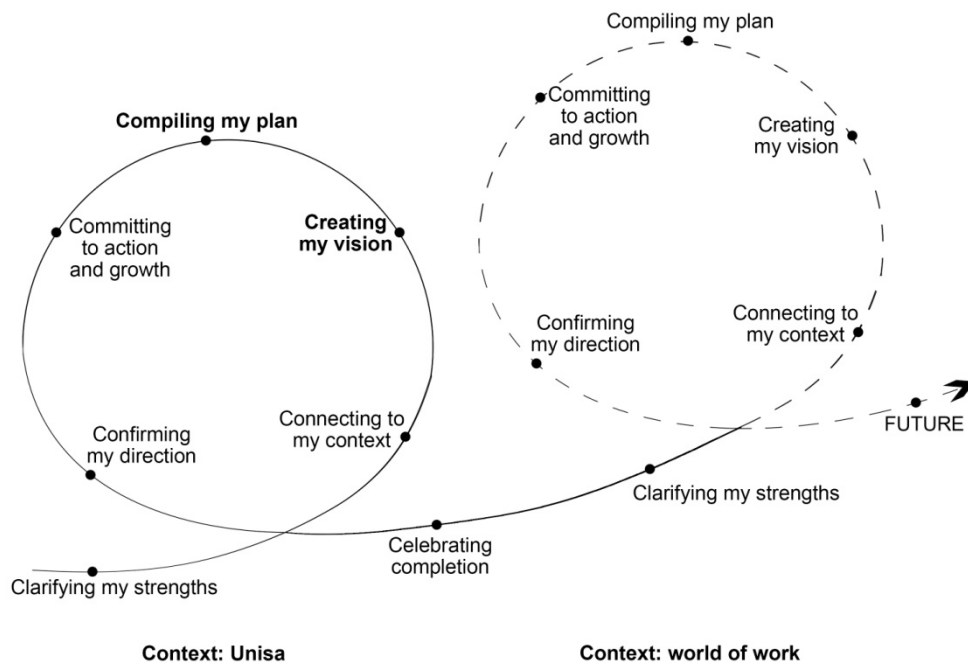 Compiling my plan
Committing
to action
and growth
Creating
my vision
Confirming
my direction
Connecting to
my context
Clarifying my strengths
Celebrating
completion
Clarifying my strengths
Compiling my plan
Committing
to action
and growth
Creating
my vision
Confirming
my direction
Connecting to
my context
FUTURE
Context: Unisa
Context: world of work